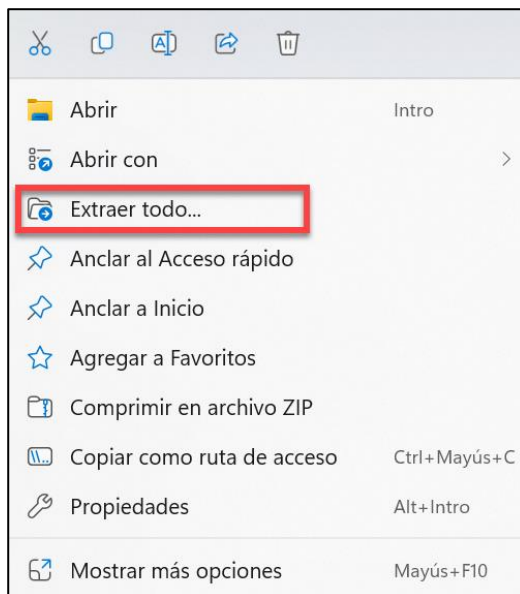 Abrir Intro
Abrir con
Extraer todo...
Anclar al Acceso rápido
Anclar a Inicio
Agregar a Favoritos
Comprimir en archivo ZIP
Copiar como ruta de acceso Ctrl+Mayús+C
Propiedades Alt+Intro
Mostrar más opciones Mayús+F10